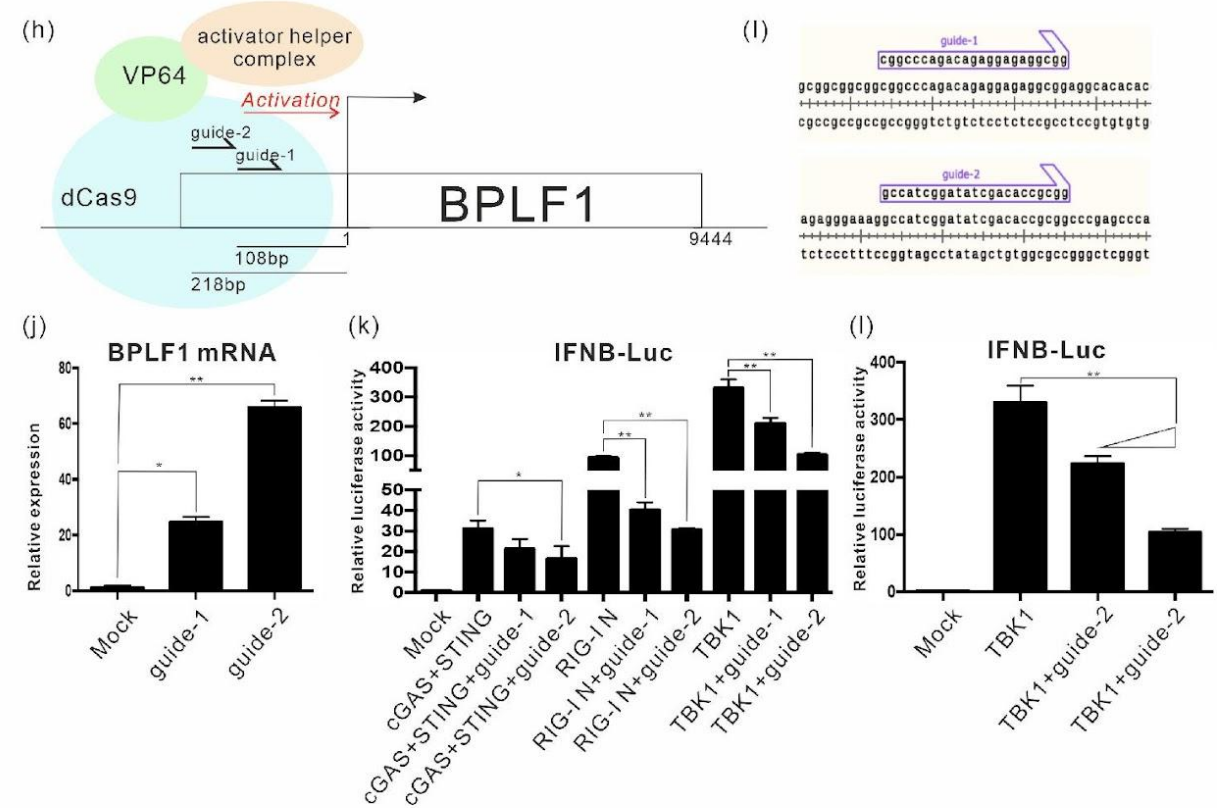 (h)
activator helper
complex
VP64
Activation
guide-2
guide-1
dCas9
BPLF1
1
9444
108bp
218bp
(l)
guide-1
cggcccagacagaggagaggcgg
gcggcggcggcggcccagacagaggagaggcggaggcacacac
cgccgccgccgccgggtctgtctcctctccgcctccgtgtgtg
guide-2
gccatcggatatcgacaccgcgg
agagggaaaggccatcggatatcgacaccgcggcccgagccca
tctccctttccggtagcctatagctgtggcgccgggctcgggt
(j)
BPLF1 mRNA
Relative expression
80
60
40
20
0
**
*
Mock
guide-1
guide-2
(k)
IFNB-Luc
Relative luciferase activity
400
300
200
100
50
40
30
20
10
0
*
**
**
**
**
Mock
cGAS+STING
cGAS+STING+guide-1
cGAS+STING+guide-2
RIG-IN
RIG-IN+guide-1
RIG-IN+guide-2
TBK1
TBK1+guide-1
TBK1+guide-2
(l)
IFNB-Luc
Relative luciferase activity
400
300
200
100
0
**
Mock
TBK1
TBK1+guide-2
TBK1+guide-2